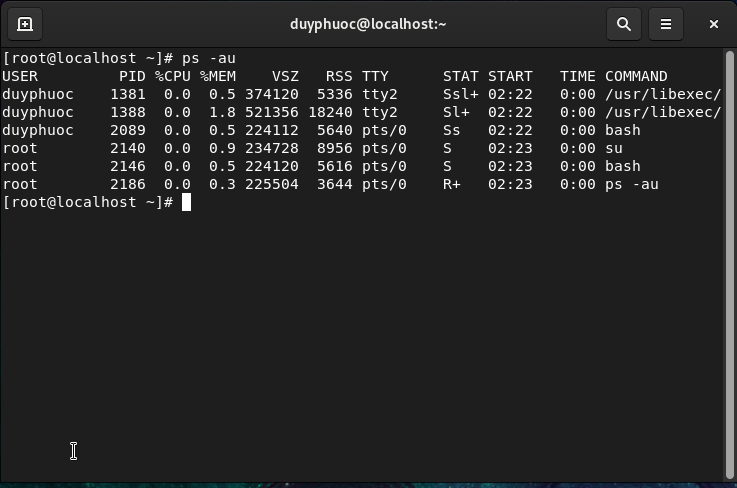 duyphuoc@localhost:~
[root@localhost ~]# ps -au
USER         PID %CPU %MEM    VSZ   RSS TTY      STAT START   TIME COMMAND
duyphuoc    1381  0.0  0.5 374120  5336 tty2     Ssl+ 02:22   0:00 /usr/libexec/
duyphuoc    1388  0.0  1.8 521356 18240 tty2     Sl+  02:22   0:00 /usr/libexec/
duyphuoc    2089  0.0  0.5 224112  5640 pts/0    Ss   02:22   0:00 bash
root        2140  0.0  0.9 234728  8956 pts/0    S    02:23   0:00 su
root        2146  0.0  0.5 224120  5616 pts/0    S    02:23   0:00 bash
root        2186  0.0  0.3 225504  3644 pts/0    R+   02:23   0:00 ps -au
[root@localhost ~]#